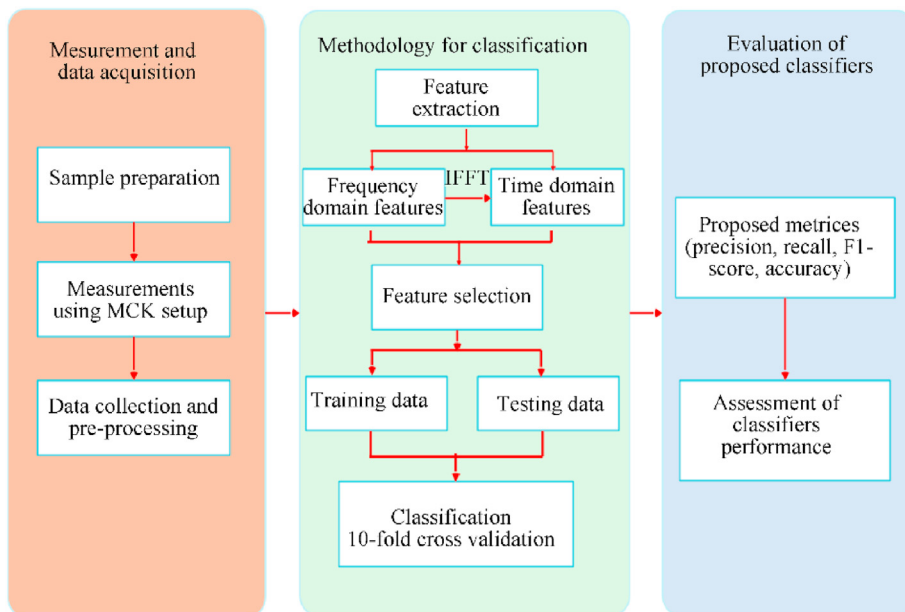 Mesurement and
data acquisition
Sample preparation
Measurements
using MCK setup
Data collection and
pre-processing
Methodology for classification
Feature
extraction
Frequency
domain features
IFFT
Time domain
features
Feature selection
Training data
Testing data
Classification
10-fold cross validation
Evaluation of
proposed classifiers
Proposed metrices
(precision, recall, F1-
score, accuracy)
Assessment of
classifiers
performance